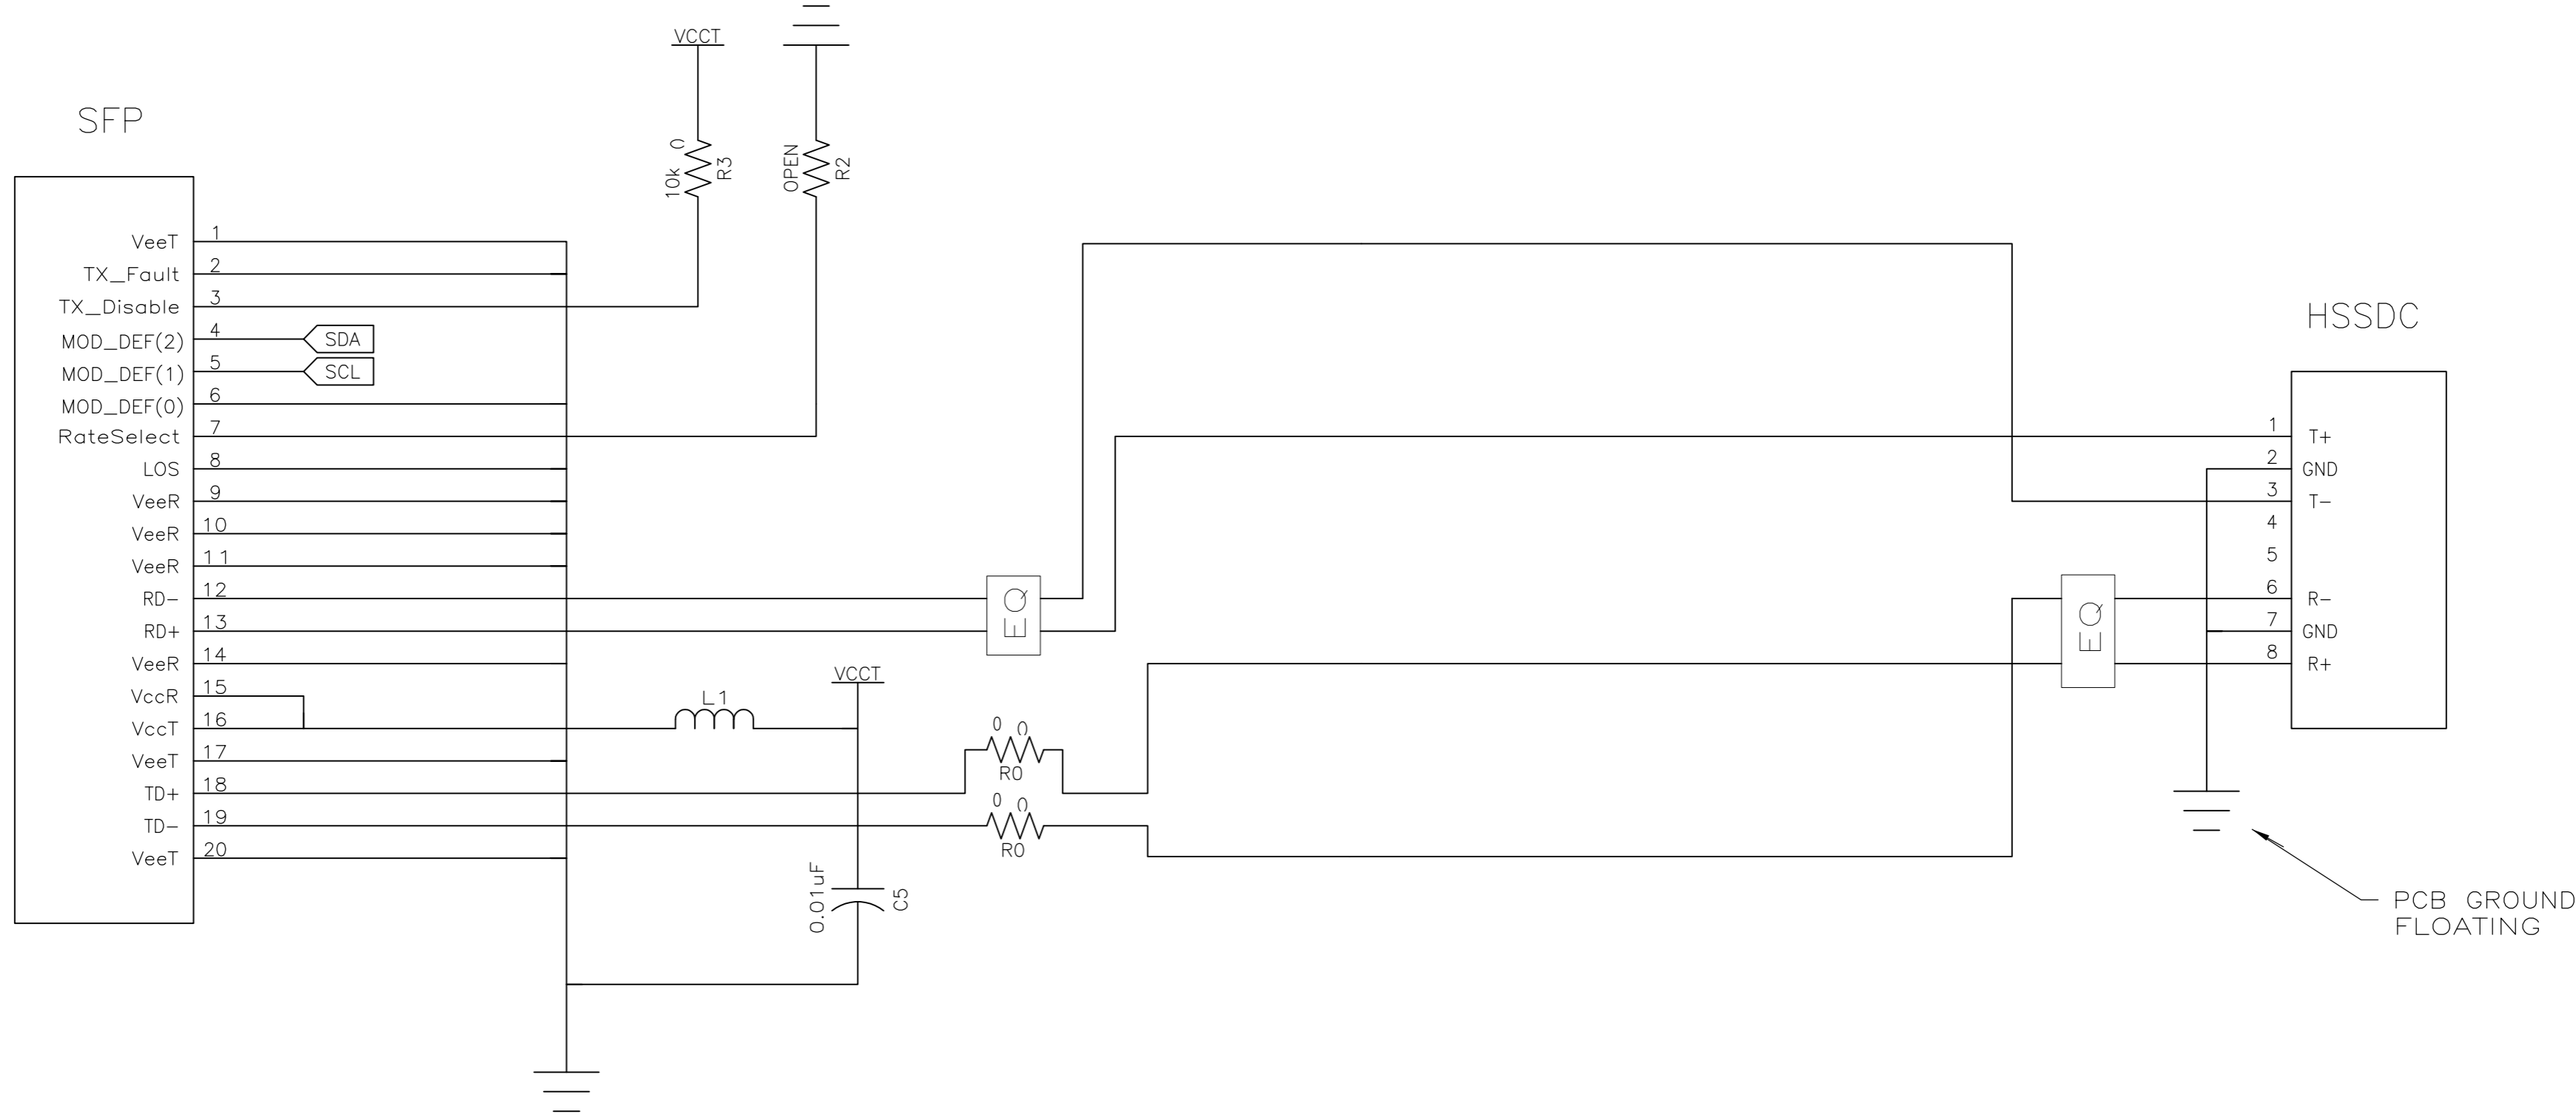 VCCT
SFP
10k 0
R3
OPEN
R2
VeeT 1
TX_Fault 2
TX_Disable 3
MOD_DEF(2) 4 SDA
MOD_DEF(1) 5 SCL
MOD_DEF(0) 6
RateSelect 7
LOS 8
VeeR 9
VeeR 10
VeeR 11
RD- 12
RD+ 13
VeeR 14
VccR 15
VccT 16
VeeT 17
TD+ 18
TD- 19
VeeT 20
L1
VCCT
EQ
0 0
R0
0 0
R0
0.01uF
C5
HSSDC
1 T+
2 GND
3 T-
4
5
6 R-
7 GND
8 R+
EQ
PCB GROUND
FLOATING